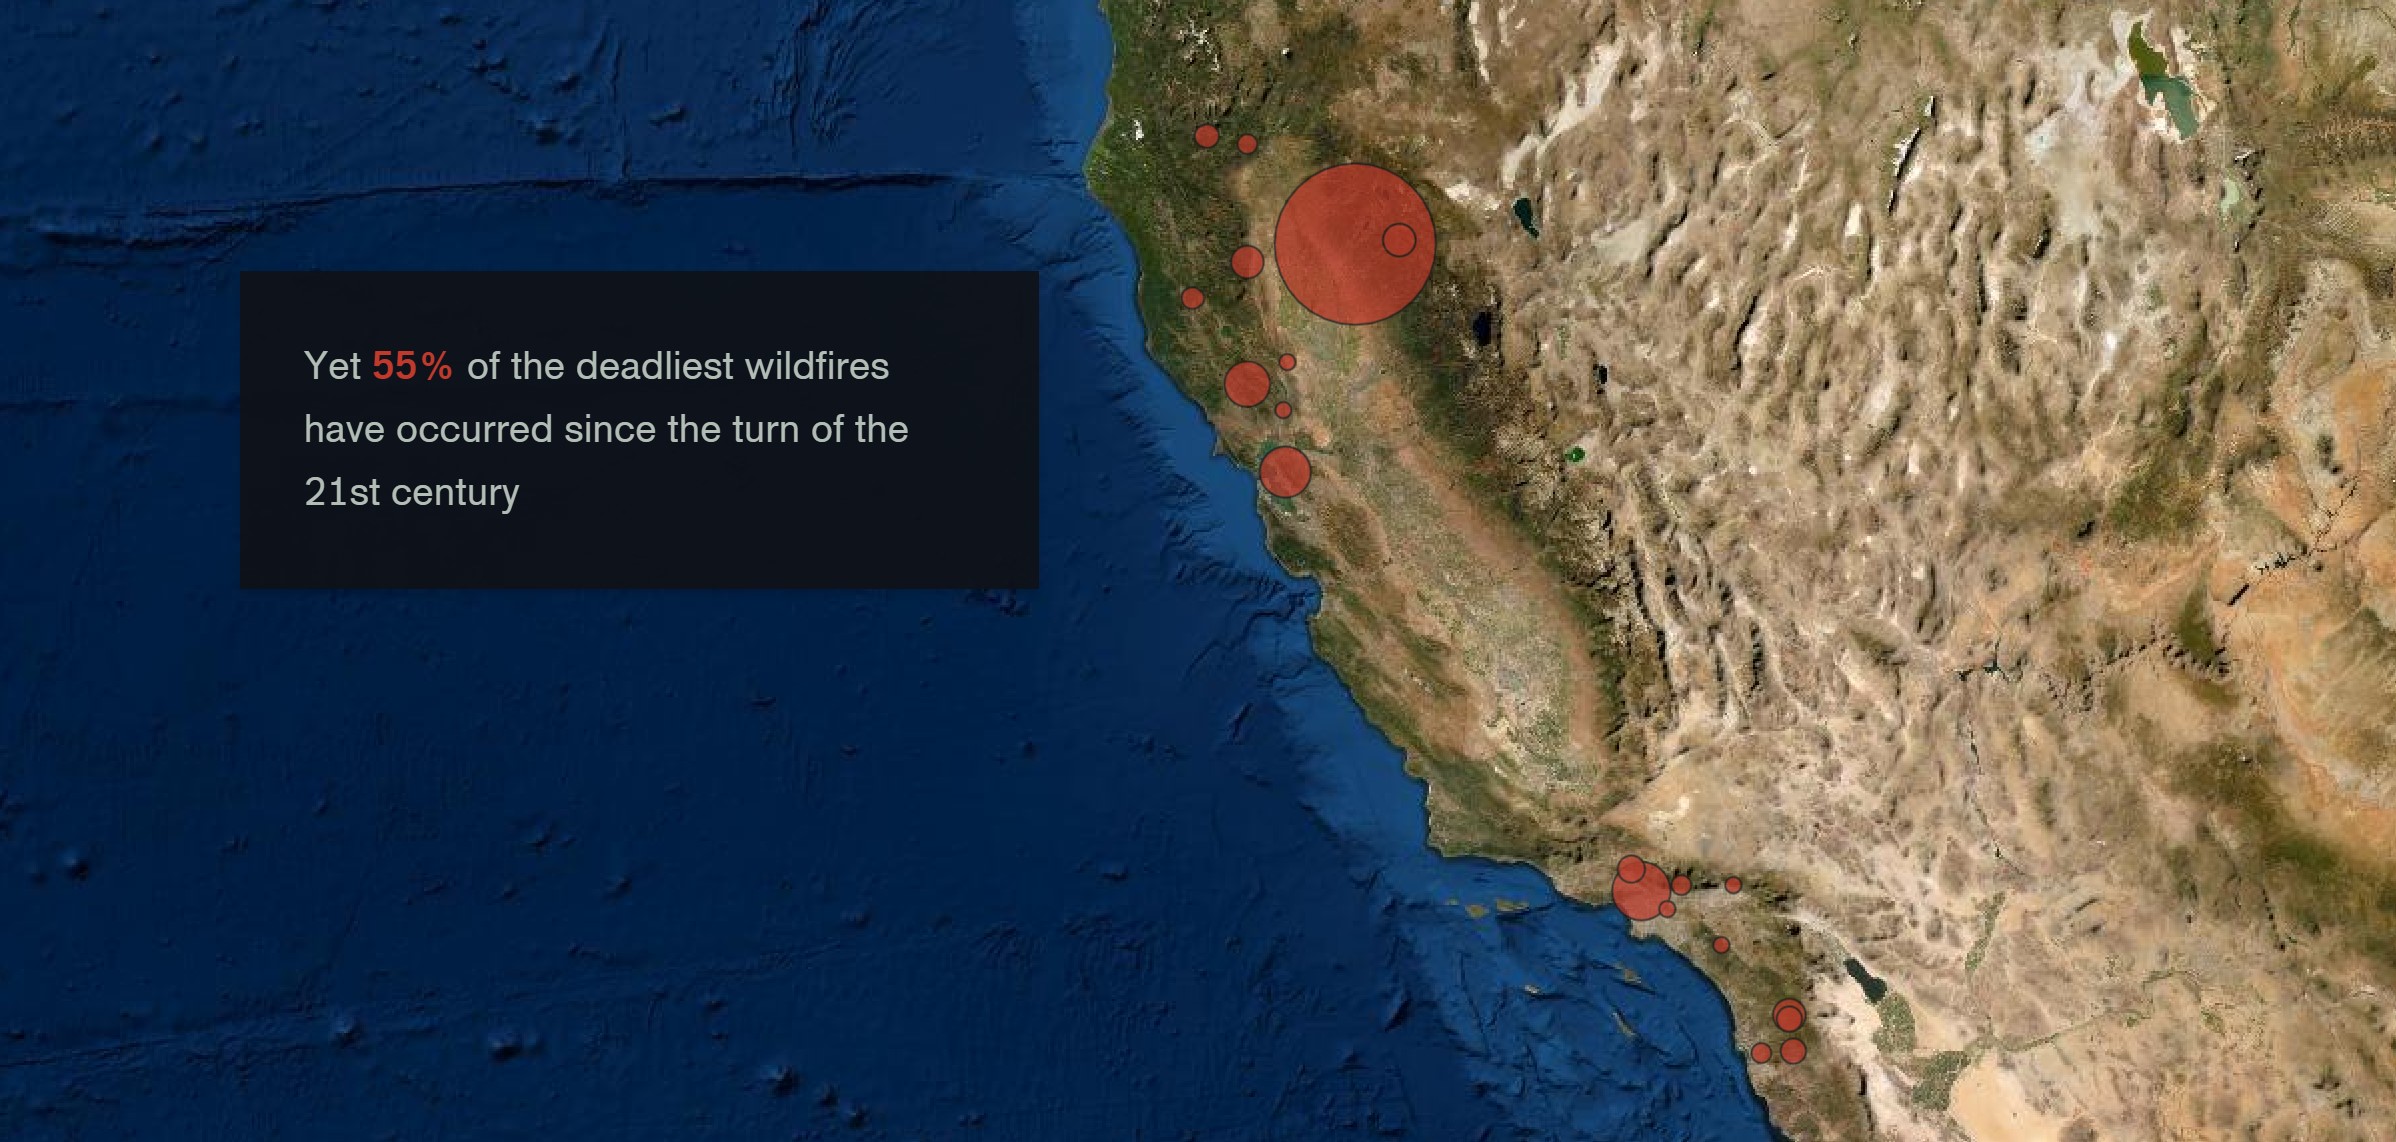 Yet 55% of the deadliest wildfires
have occurred since the turn of the
21st century